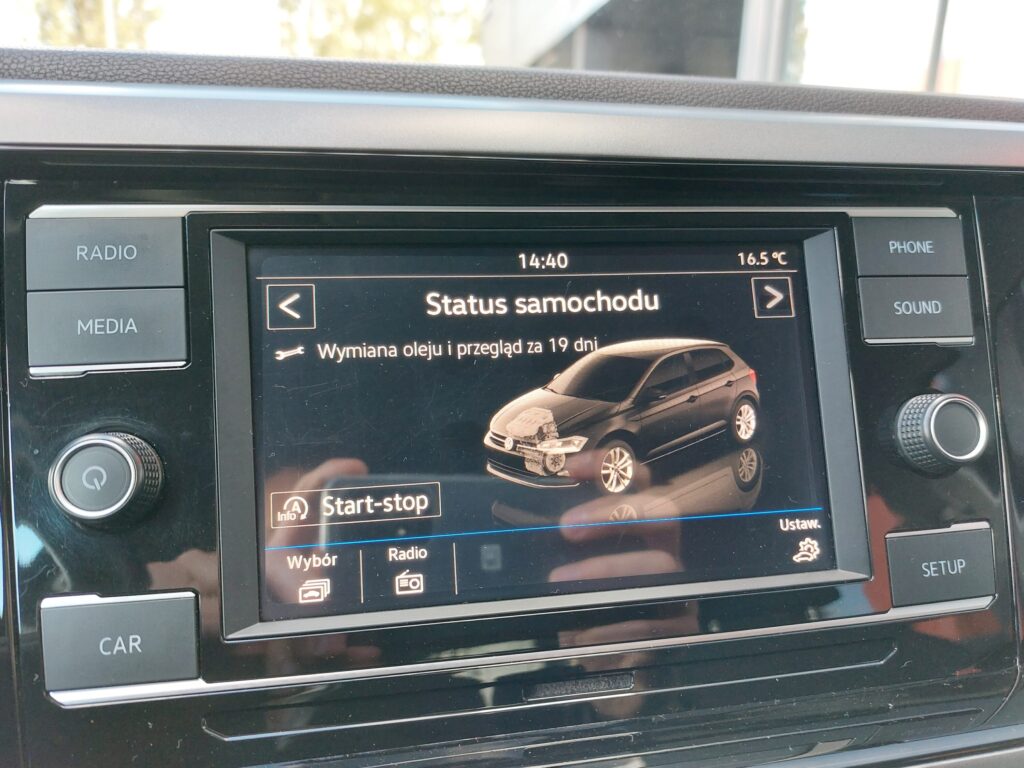 RADIO
MEDIA
CAR
14:40
16.5 °C
Status samochodu
Wymiana oleju i przegląd za 19 dni
A
Info
Start-stop
Wybór
Radio
Ustaw.
PHONE
SOUND
SETUP